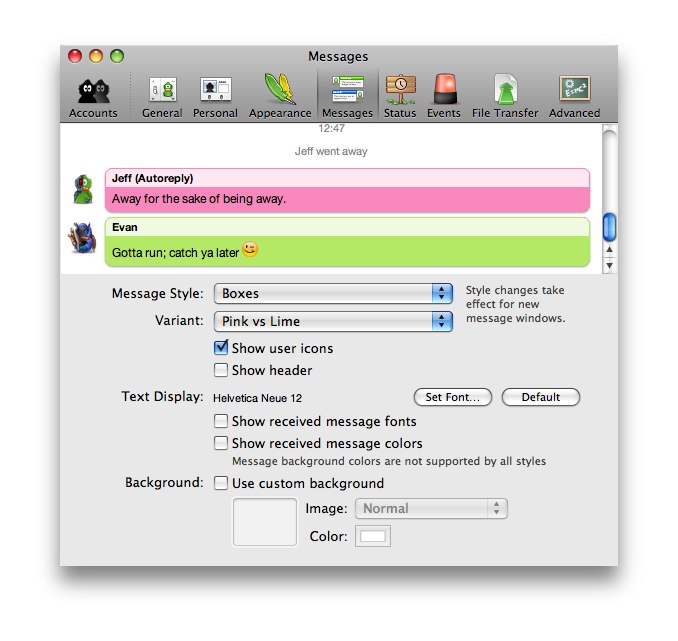 Messages
Accounts
General
Personal
Appearance
Messages
Status
Events
File Transfer
Advanced
12:47
Jeff went away
Jeff (Autoreply)
Away for the sake of being away.
Evan
Gotta run; catch ya later
Message Style:
Boxes
Style changes take
effect for new
message windows.
Variant:
Pink vs Lime
Show user icons
Show header
Text Display:
Helvetica Neue 12
Set Font...
Default
Show received message fonts
Show received message colors
Message background colors are not supported by all styles
Background:
Use custom background
Image:
Normal
Color: